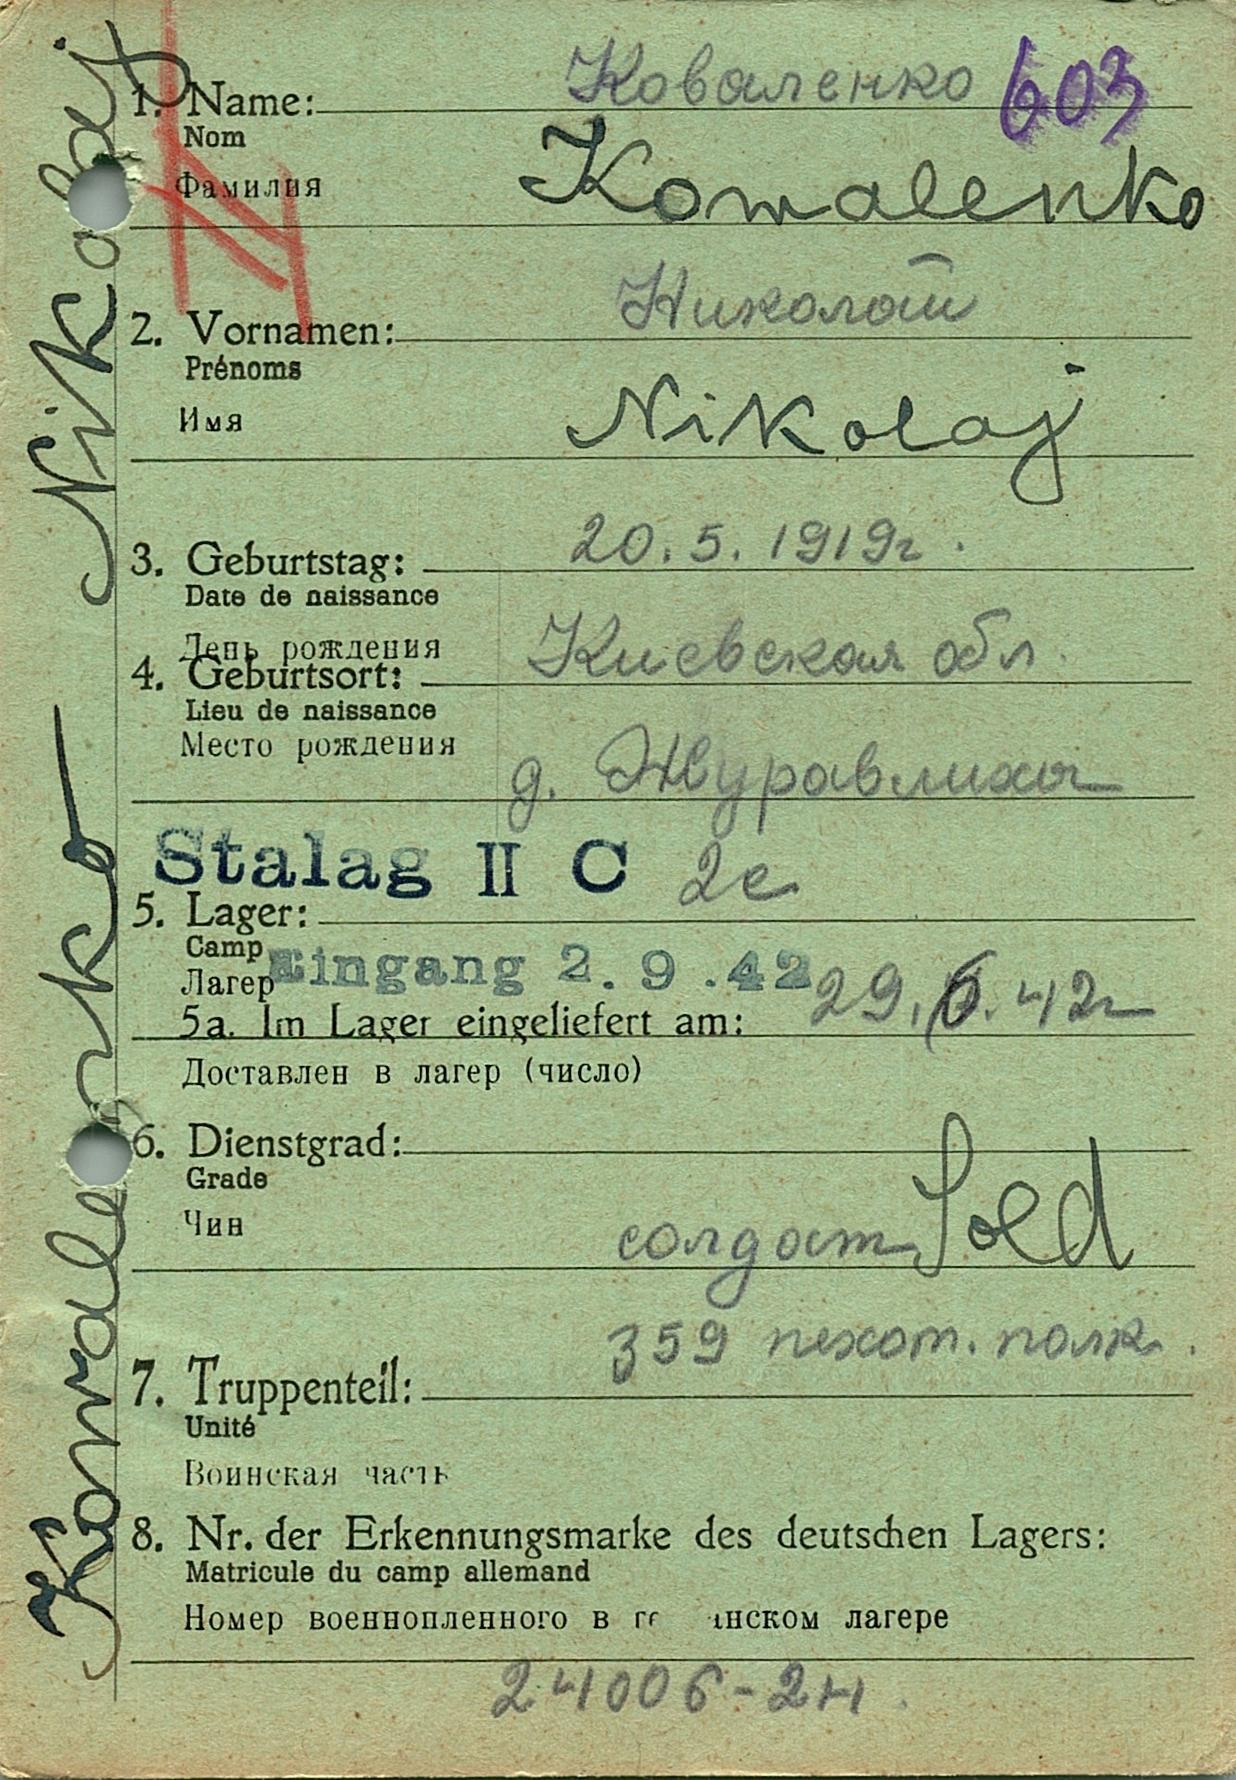 Kowalenko Nikolaj
Коваленко 603
1. Name:
Nom
Фамилия
Kowalenko
Николай
2. Vornamen:
Prénoms
Имя
Nikolaj
20.5.1919г.
3. Geburtstag:
Date de naissance
День рождения
Киевская обл.
4. Geburtsort:
Lieu de naissance
Место рождения
д. Журавлиха
Stalag II C 2c
5. Lager:
Camp
Лагер
Eingang 2.9.42
29.6.42г
5a. Im Lager eingeliefert am:
Доставлен в лагер (число)
6. Dienstgrad:
Grade
Чин
солдат Sold
359 пехот. полк.
7. Truppenteil:
Unité
Воинская часть
8. Nr. der Erkennungsmarke des deutschen Lagers:
Matricule du camp allemand
Номер военнопленного в ге инском лагере